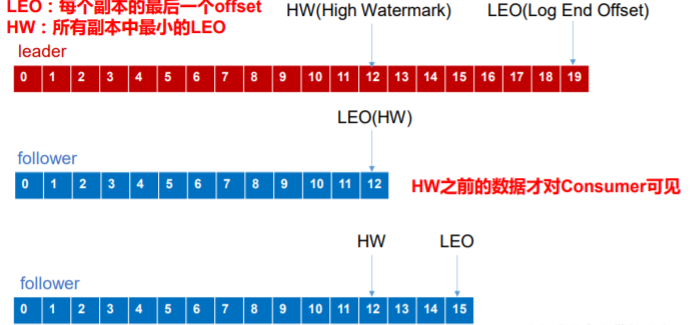 LEO：每个副本的最后一个offset
HW：所有副本中最小的LEO
HW(High Watermark) LEO(Log End Offset)
leader
0 1 2 3 4 5 6 7 8 9 10 11 12 13 14 15 16 17 18 19
LEO(HW)
follower
0 1 2 3 4 5 6 7 8 9 10 11 12
HW之前的数据才对Consumer可见
HW LEO
follower
0 1 2 3 4 5 6 7 8 9 10 11 12 13 14 15